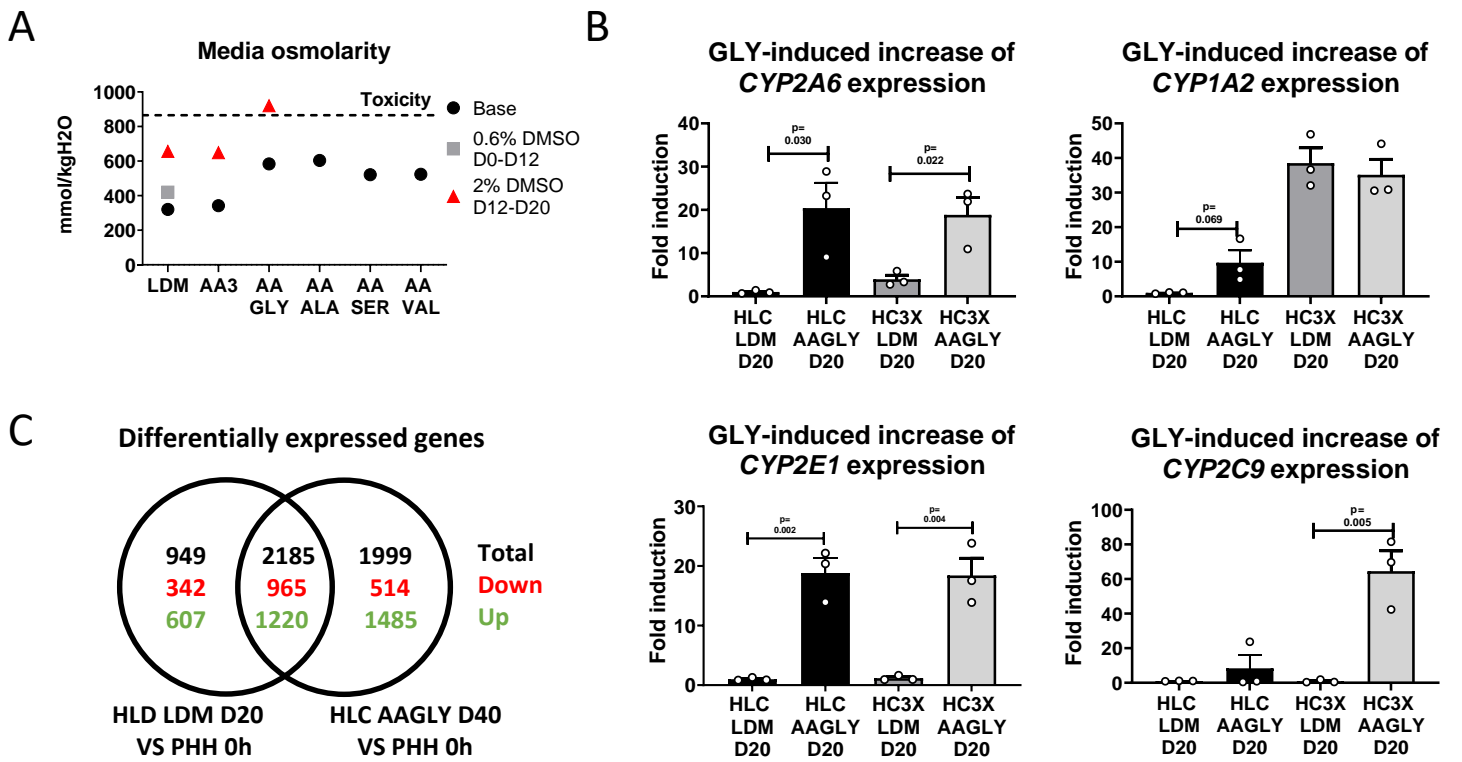 A
Media osmolarity
mmol/kgH2O
1000
800
600
400
200
0
Toxicity
Base
0.6% DMSO
D0-D12
2% DMSO
D12-D20
LDM
AA3
AA
GLY
AA
ALA
AA
SER
AA
VAL
B
GLY-induced increase of
CYP2A6 expression
Fold induction
40
30
20
10
0
p=
0.030
p=
0.022
HLC
LDM
D20
HLC
AAGLY
D20
HC3X
LDM
D20
HC3X
AAGLY
D20
GLY-induced increase of
CYP1A2 expression
Fold induction
50
40
30
20
10
0
p=
0.069
HLC
LDM
D20
HLC
AAGLY
D20
HC3X
LDM
D20
HC3X
AAGLY
D20
C
Differentially expressed genes
949
2185
1999
Total
342
965
514
Down
607
1220
1485
Up
HLD LDM D20
VS PHH 0h
HLC AAGLY D40
VS PHH 0h
GLY-induced increase of
CYP2E1 expression
Fold induction
30
20
10
0
p=
0.002
p=
0.004
HLC
LDM
D20
HLC
AAGLY
D20
HC3X
LDM
D20
HC3X
AAGLY
D20
GLY-induced increase of
CYP2C9 expression
Fold induction
100
80
60
40
20
0
p=
0.005
HLC
LDM
D20
HLC
AAGLY
D20
HC3X
LDM
D20
HC3X
AAGLY
D20